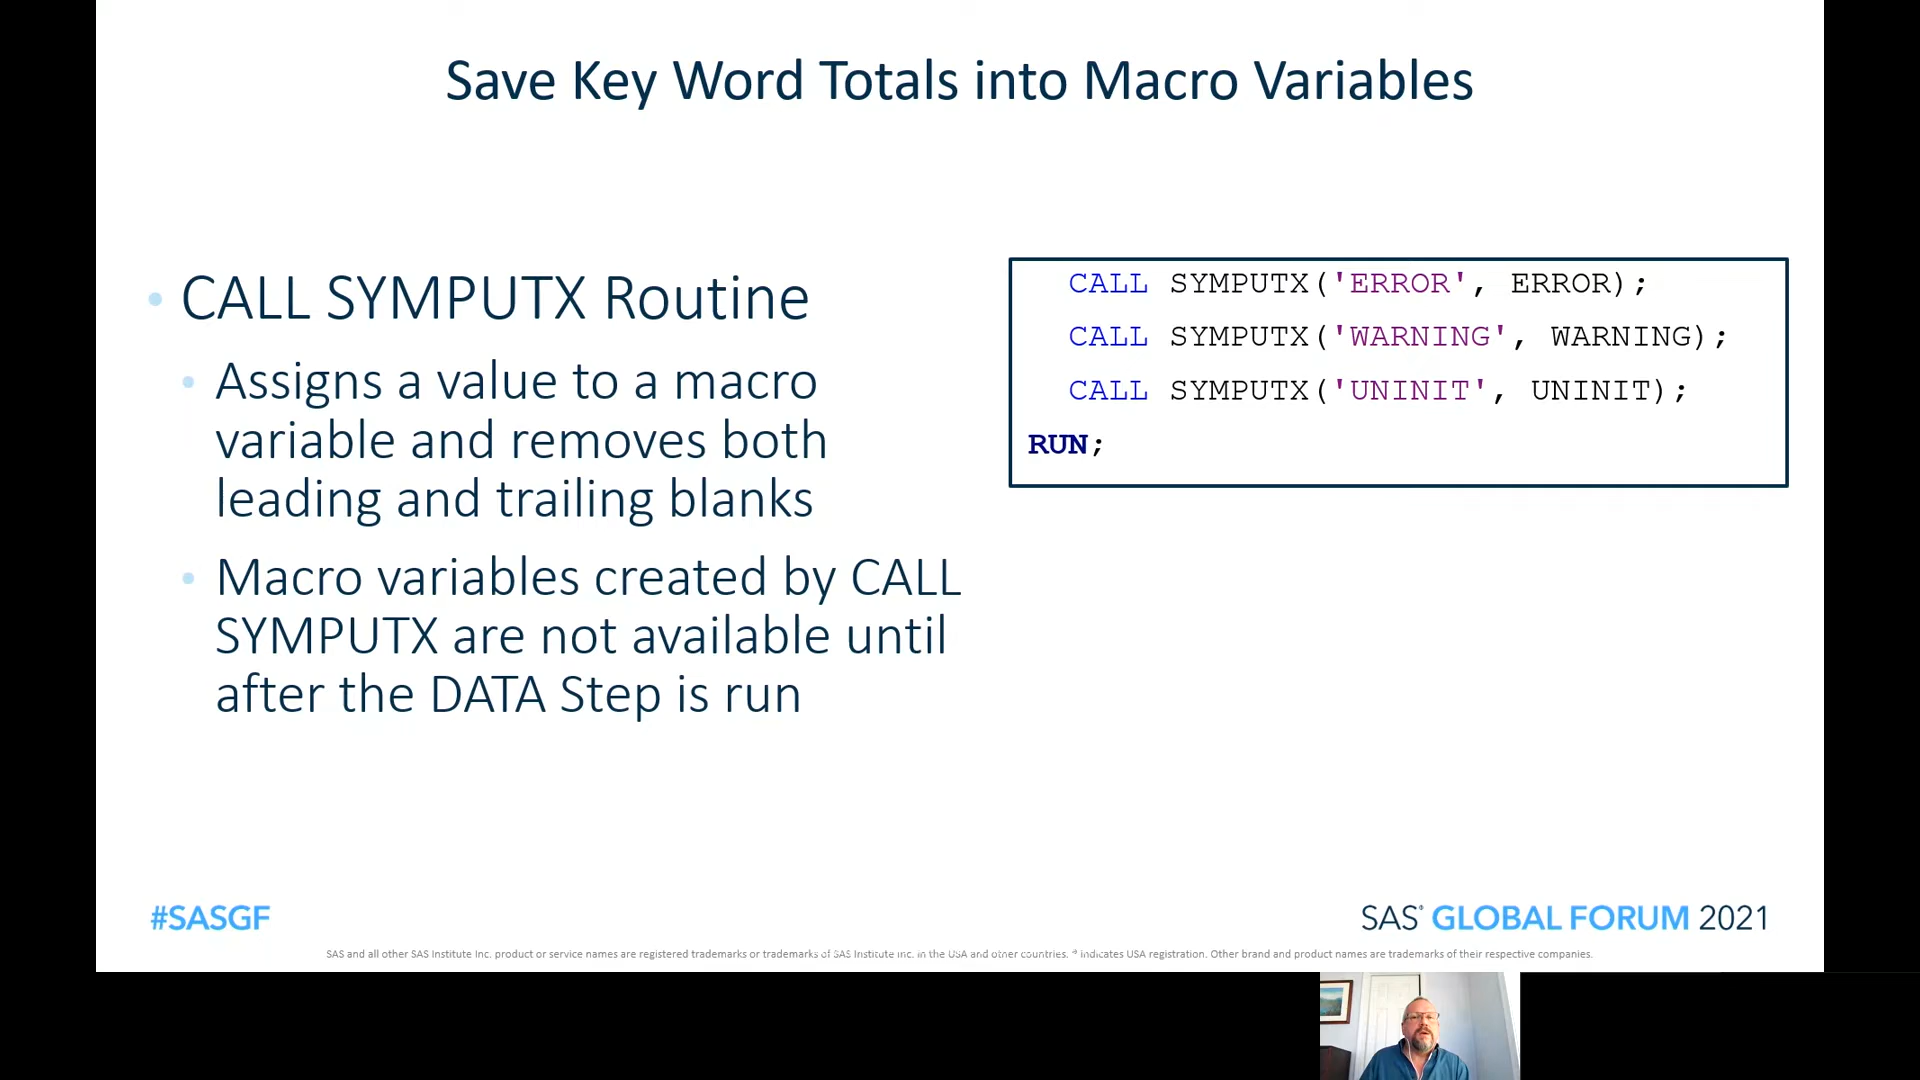 Save Key Word Totals into Macro Variables
CALL SYMPUTX Routine
Assigns a value to a macro
variable and removes both
leading and trailing blanks
Macro variables created by CALL
SYMPUTX are not available until
after the DATA Step is run
CALL SYMPUTX('ERROR', ERROR);
CALL SYMPUTX('WARNING', WARNING);
CALL SYMPUTX('UNINIT', UNINIT);
RUN;
#SASGF
SAS® GLOBAL FORUM 2021
SAS and all other SAS Institute Inc. product or service names are registered trademarks or trademarks of SAS Institute Inc. in the USA and other countries. ® indicates USA registration. Other brand and product names are trademarks of their respective companies.